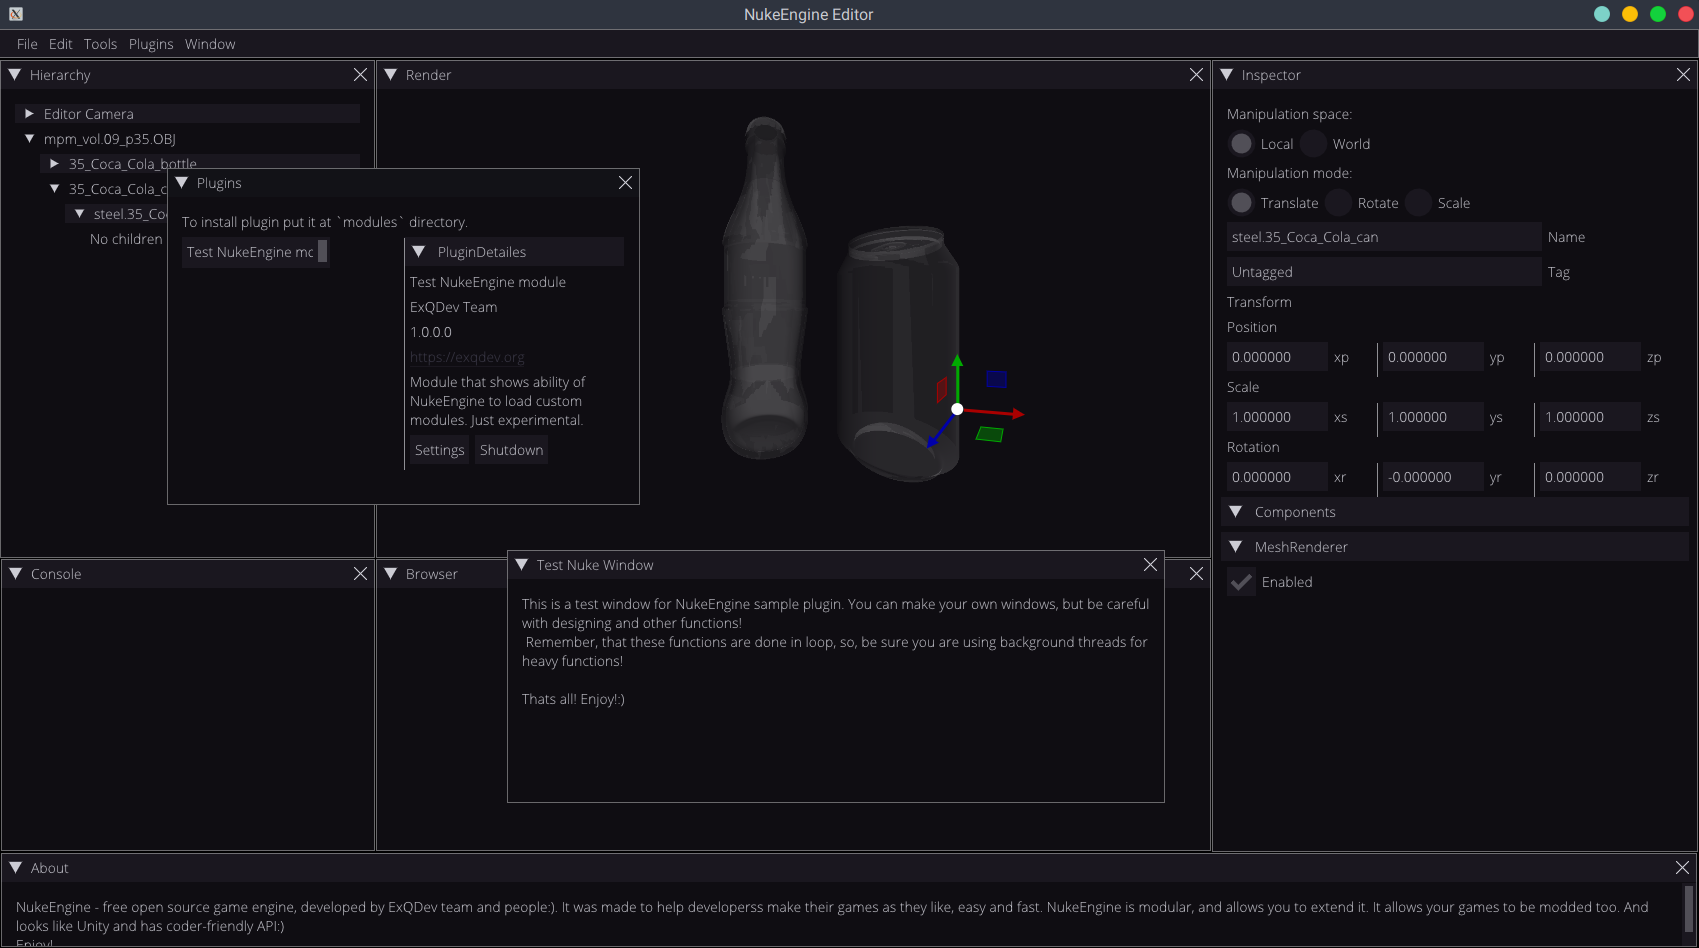 NukeEngine Editor
File Edit Tools Plugins Window
Hierarchy
Editor Camera
mpm_vol.09_p35.OBJ
35_Coca_Cola_bottle
35_Coca_Cola_c
steel.35_Co
No children
Render
Plugins
To install plugin put it at `modules` directory.
Test NukeEngine mc
PluginDetailes
Test NukeEngine module
ExQDev Team
1.0.0.0
https://exqdev.org
Module that shows ability of
NukeEngine to load custom
modules. Just experimental.
Settings Shutdown
Inspector
Manipulation space:
Local World
Manipulation mode:
Translate Rotate Scale
steel.35_Coca_Cola_can Name
Untagged Tag
Transform
Position
0.000000 xp 0.000000 yp 0.000000 zp
Scale
1.000000 xs 1.000000 ys 1.000000 zs
Rotation
0.000000 xr -0.000000 yr 0.000000 zr
Components
MeshRenderer
Enabled
Console
Browser
Test Nuke Window
This is a test window for NukeEngine sample plugin. You can make your own windows, but be careful
with designing and other functions!
Remember, that these functions are done in loop, so, be sure you are using background threads for
heavy functions!
Thats all! Enjoy!:)
About
NukeEngine - free open source game engine, developed by ExQDev team and people:). It was made to help developerss make their games as they like, easy and fast. NukeEngine is modular, and allows you to extend it. It allows your games to be modded too. And
looks like Unity and has coder-friendly API:)
Enjoy!